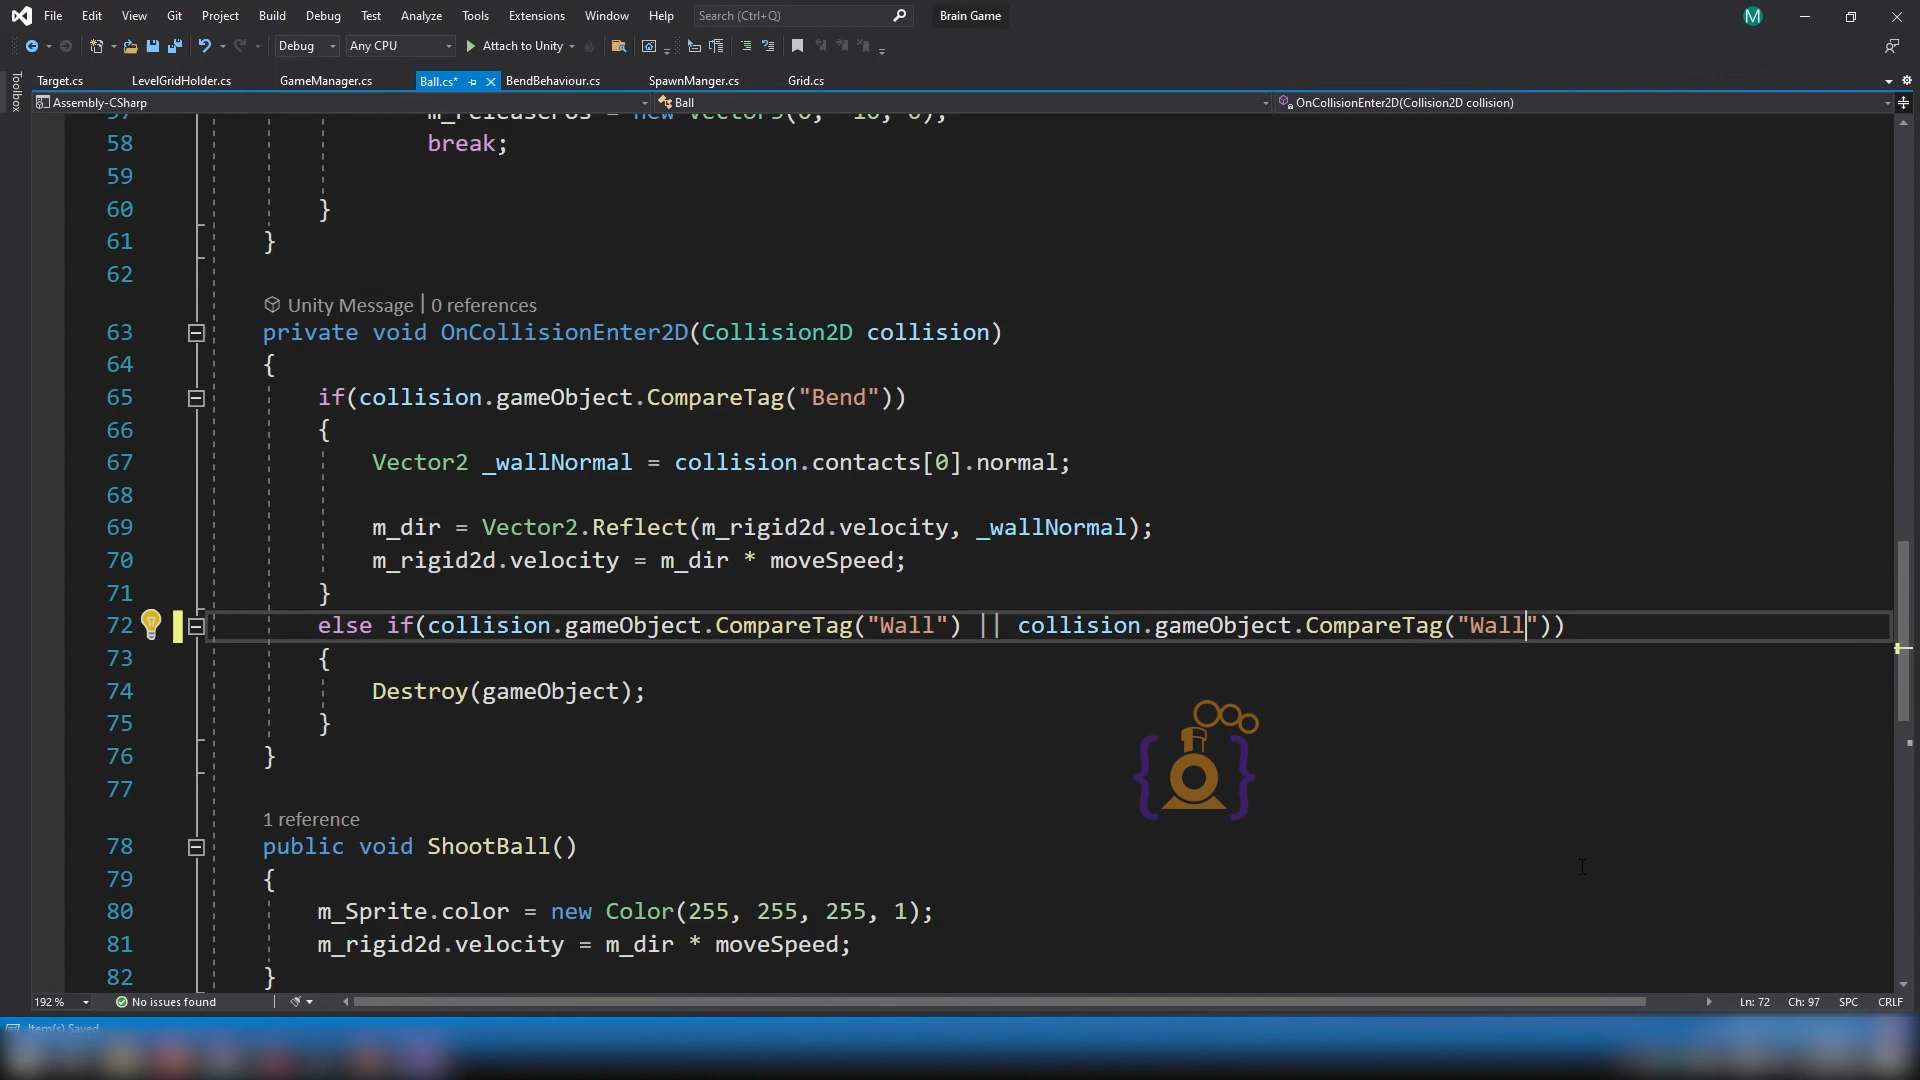 File Edit View Git Project Build Debug Test Analyze Tools Extensions Window Help Search (Ctrl+Q) Brain Game M
Debug Any CPU Attach to Unity
Toolbox
Target.cs LevelGridHolder.cs GameManager.cs Ball.cs* BendBehaviour.cs SpawnManger.cs Grid.cs
Assembly-CSharp Ball OnCollisionEnter2D(Collision2D collision)
58 break;
59
60 }
61 }
62
Unity Message | 0 references
63 private void OnCollisionEnter2D(Collision2D collision)
64 {
65 if(collision.gameObject.CompareTag("Bend"))
66 {
67 Vector2 _wallNormal = collision.contacts[0].normal;
68
69 m_dir = Vector2.Reflect(m_rigid2d.velocity, _wallNormal);
70 m_rigid2d.velocity = m_dir * moveSpeed;
71 }
72 else if(collision.gameObject.CompareTag("Wall") || collision.gameObject.CompareTag("Wall"))
73 {
74 Destroy(gameObject);
75 }
76 }
77
1 reference
78 public void ShootBall()
79 {
80 m_Sprite.color = new Color(255, 255, 255, 1);
81 m_rigid2d.velocity = m_dir * moveSpeed;
82 }
192 % No issues found Ln: 72 Ch: 97 SPC CRLF
Item(s) Saved